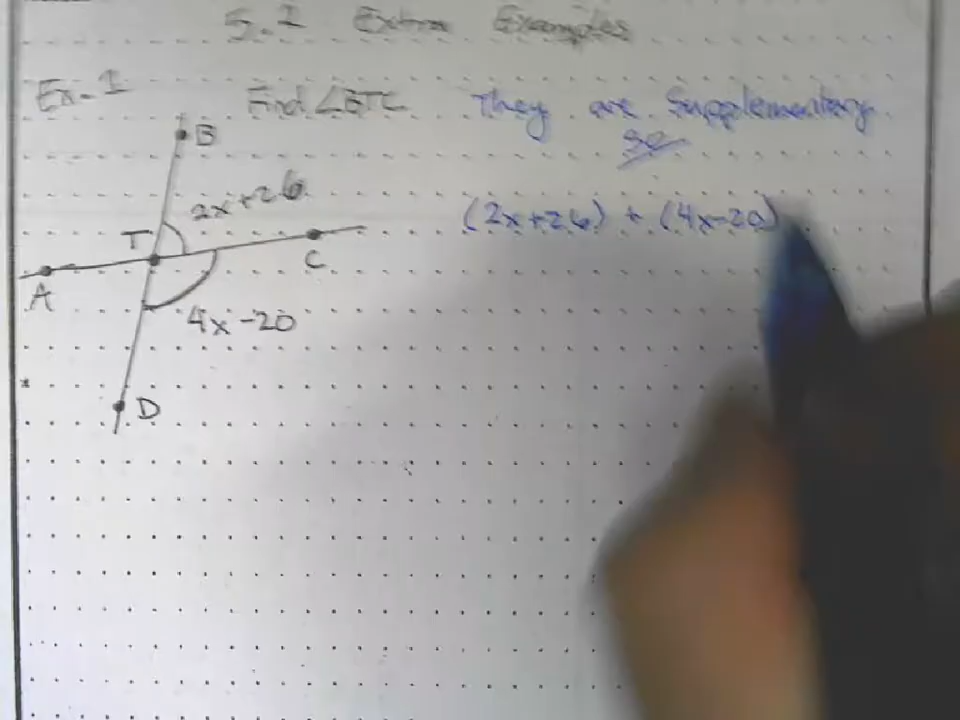 5.2 Extra Examples
Ex-1
Find ∠BTC
They are Supplementary
so
B
2x+26
(2x+26) + (4x-20)
T
C
A
4x-20
D